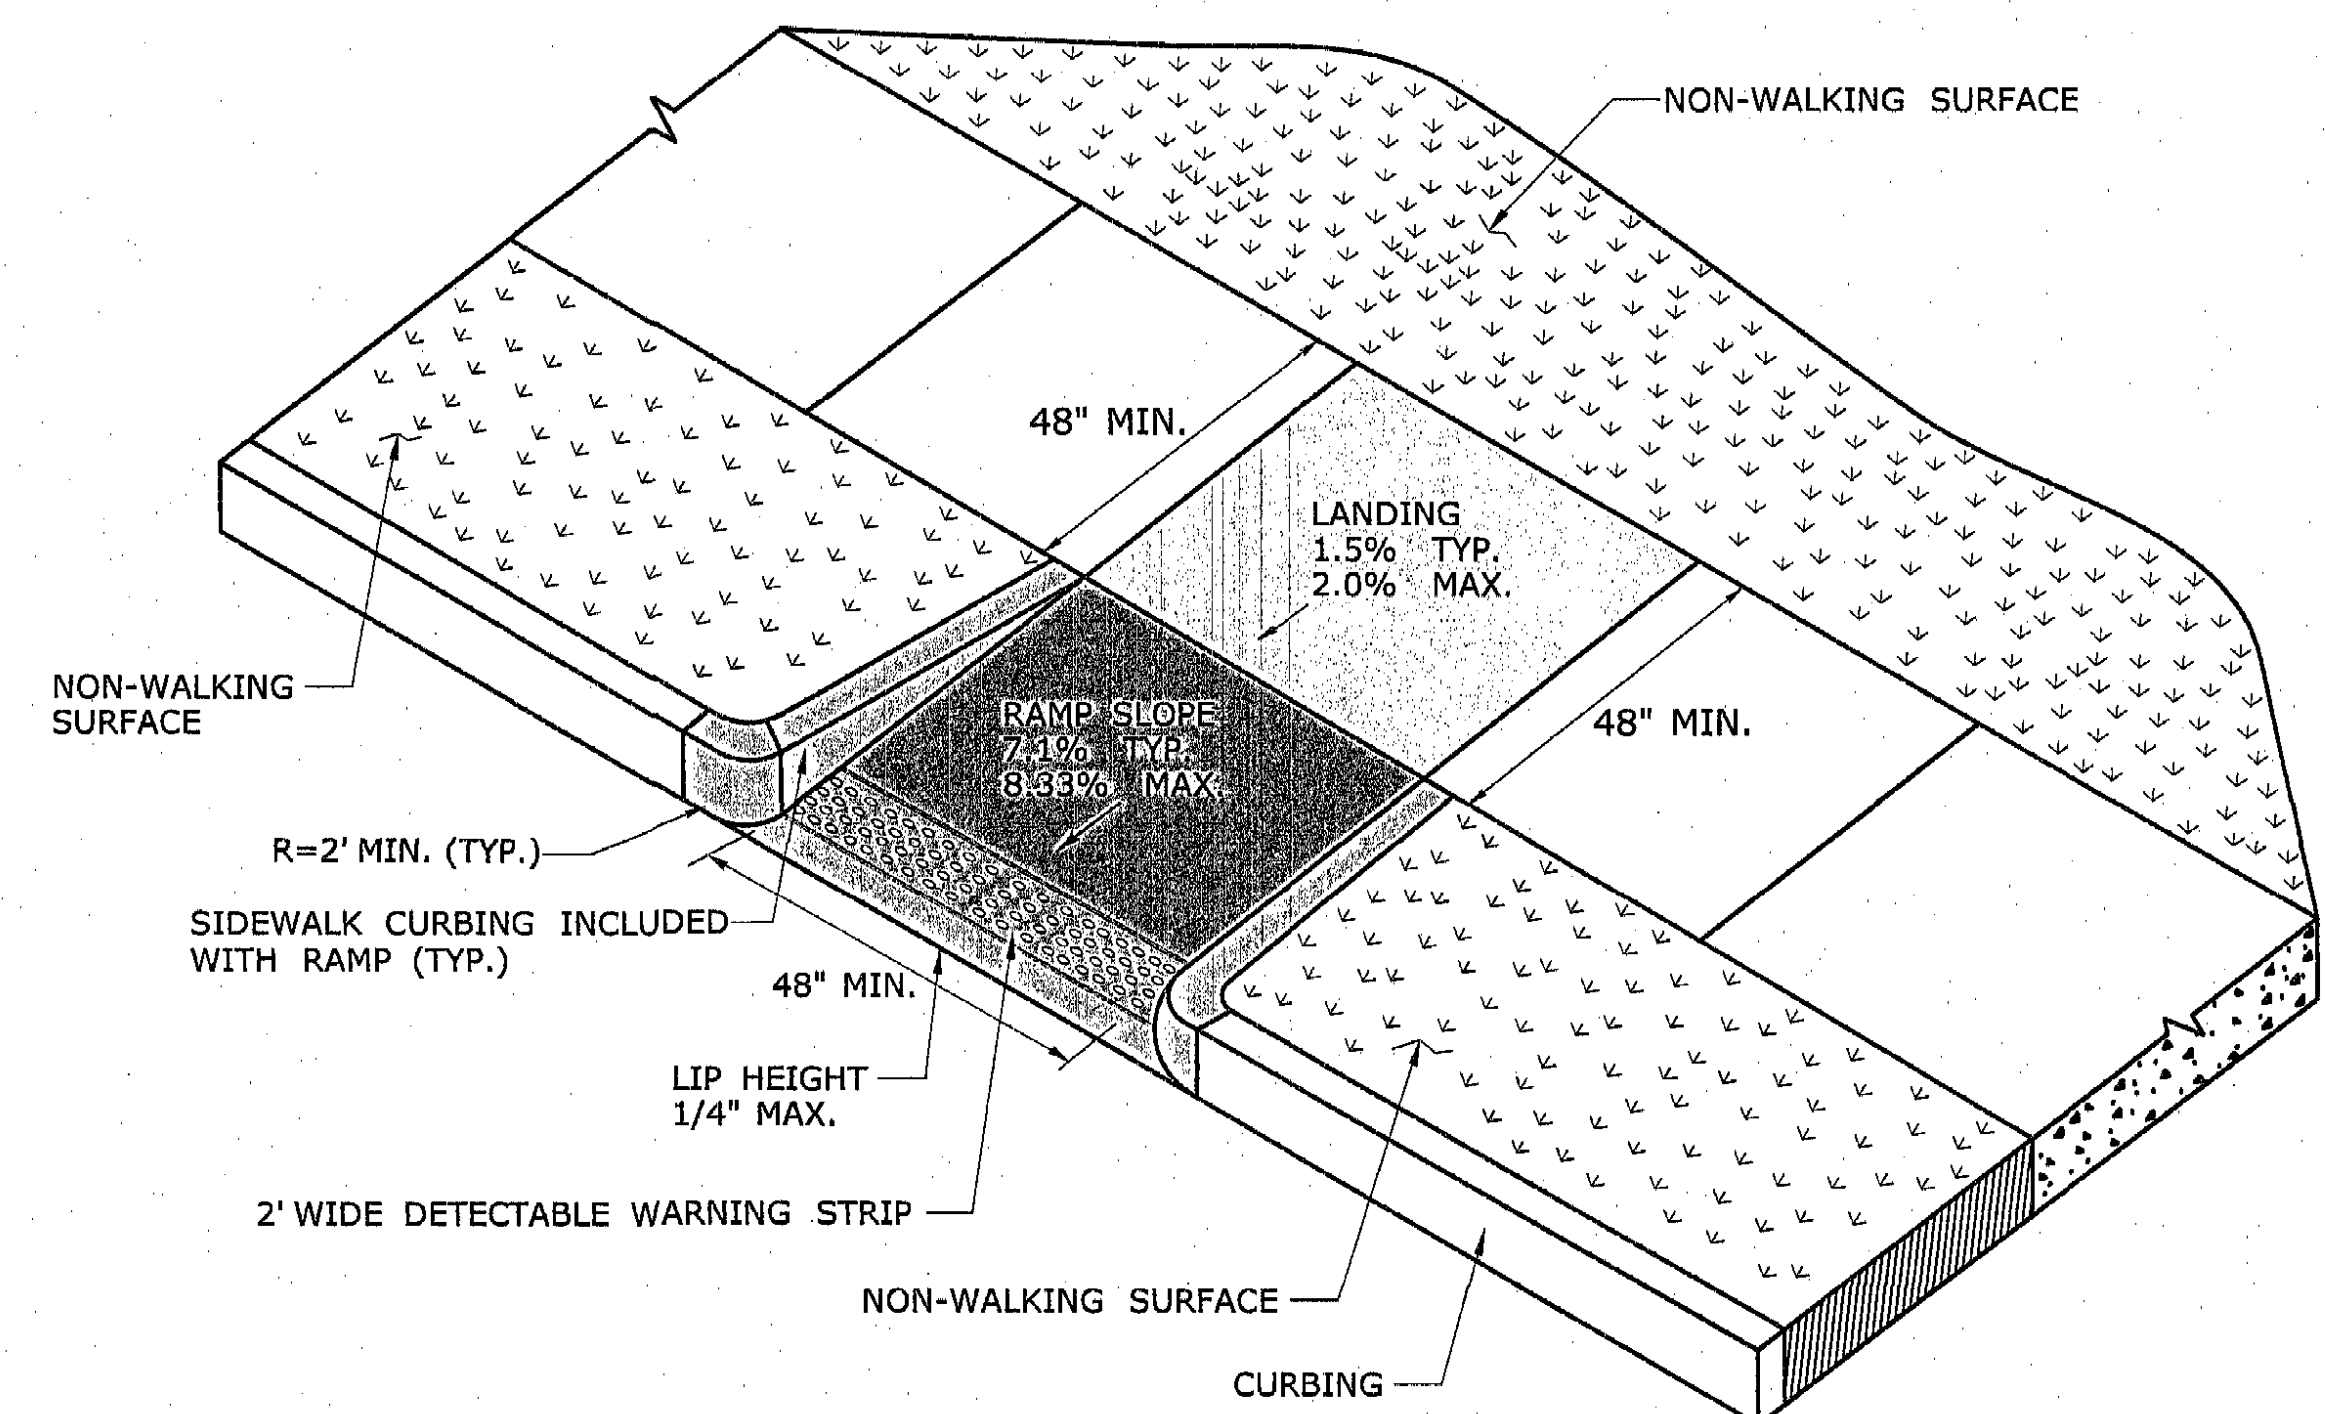 NON-WALKING SURFACE
48" MIN.
LANDING
1.5% TYP.
2.0% MAX.
NON-WALKING
SURFACE
RAMP SLOPE
7.1% TYP.
8.33% MAX.
48" MIN.
R=2' MIN. (TYP.)
SIDEWALK CURBING INCLUDED
WITH RAMP (TYP.)
48" MIN.
LIP HEIGHT
1/4" MAX.
2' WIDE DETECTABLE WARNING STRIP
NON-WALKING SURFACE
CURBING